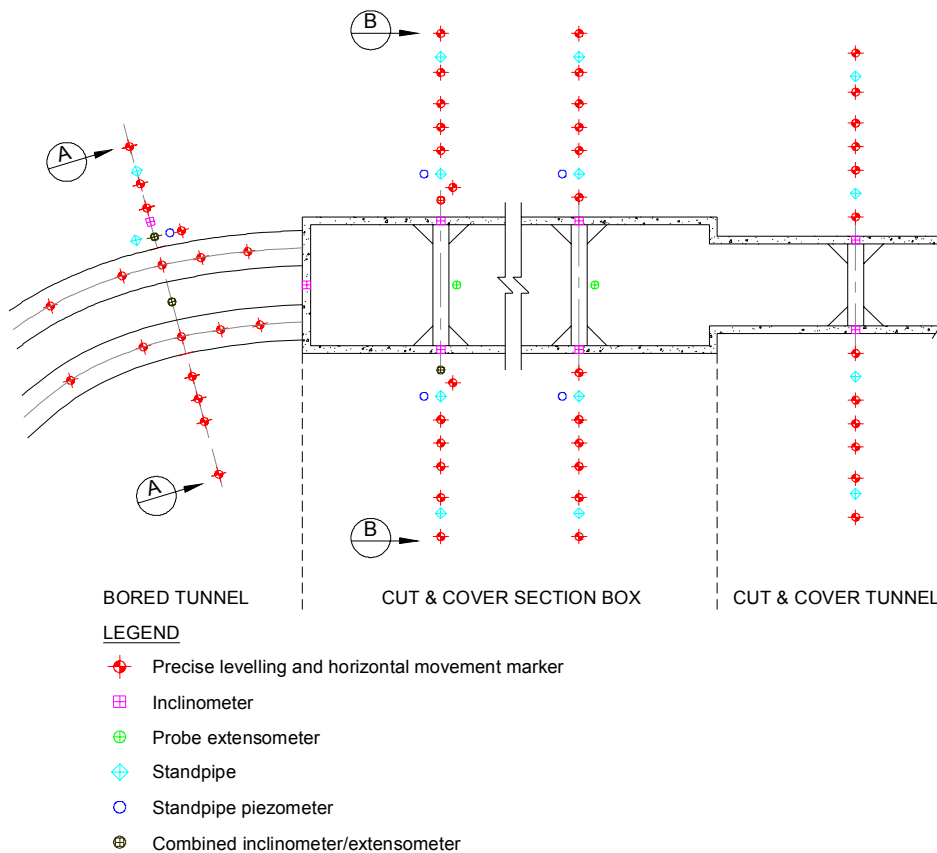 B
A
A
B
BORED TUNNEL
CUT & COVER SECTION BOX
CUT & COVER TUNNEL
LEGEND
Precise levelling and horizontal movement marker
Inclinometer
Probe extensometer
Standpipe
Standpipe piezometer
Combined inclinometer/extensometer